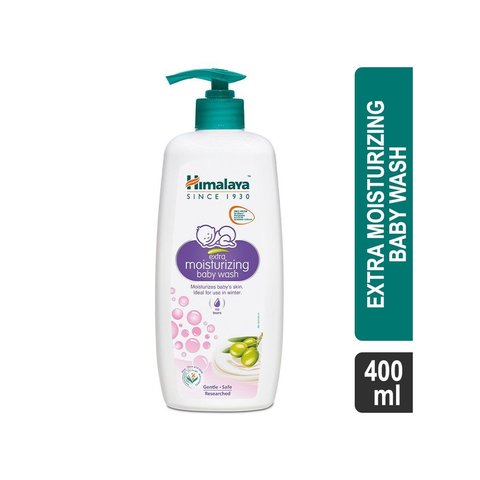 Himalaya
SINCE 1930
extra
moisturizing
baby wash
Moisturizes baby's skin.
Ideal for use in winter.
no
tears
Gentle • Safe
Researched
EXTRA MOISTURIZING
BABY WASH
400
ml